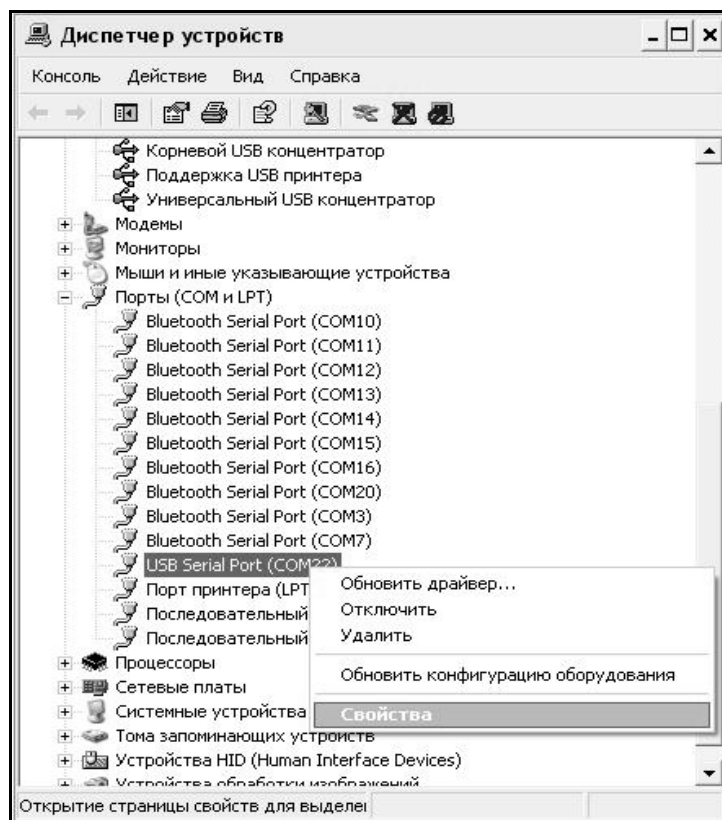 Диспетчер устройств
Консоль Действие Вид Справка
Корневой USB концентратор
Поддержка USB принтера
Универсальный USB концентратор
Модемы
Мониторы
Мыши и иные указывающие устройства
Порты (COM и LPT)
Bluetooth Serial Port (COM10)
Bluetooth Serial Port (COM11)
Bluetooth Serial Port (COM12)
Bluetooth Serial Port (COM13)
Bluetooth Serial Port (COM14)
Bluetooth Serial Port (COM15)
Bluetooth Serial Port (COM16)
Bluetooth Serial Port (COM20)
Bluetooth Serial Port (COM3)
Bluetooth Serial Port (COM7)
USB Serial Port (COM22)
Порт принтера (LPT
Последовательный
Последовательный
Обновить драйвер...
Отключить
Удалить
Обновить конфигурацию оборудования
Свойства
Процессоры
Сетевые платы
Системные устройства
Тома запоминающих устройств
Устройства HID (Human Interface Devices)
Устройства обработки изображений
Открытие страницы свойств для выделе